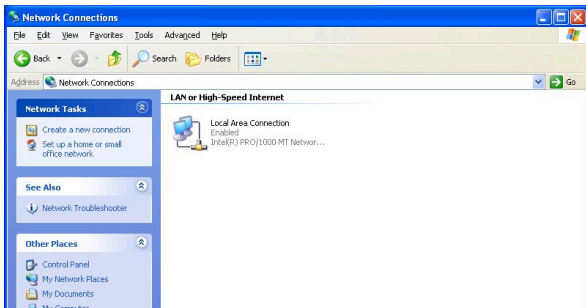 Network Connections
File Edit View Favorites Tools Advanced Help
Back Search Folders
Address Network Connections Go
LAN or High-Speed Internet
Network Tasks
Create a new connection
Set up a home or small
office network
Local Area Connection
Enabled
Intel(R) PRO/1000 MT Networ...
See Also
Network Troubleshooter
Other Places
Control Panel
My Network Places
My Documents
My Computer